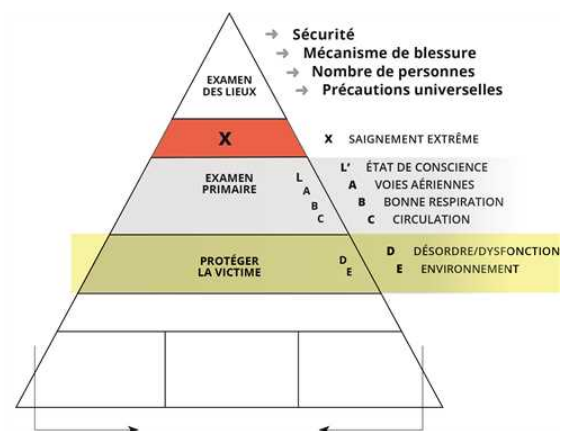 → Sécurité
→ Mécanisme de blessure
→ Nombre de personnes
→ Précautions universelles
EXAMEN
DES LIEUX
X
X SAIGNEMENT EXTRÊME
EXAMEN
PRIMAIRE
L
A
B
C
L’ ÉTAT DE CONSCIENCE
A VOIES AÉRIENNES
B BONNE RESPIRATION
C CIRCULATION
PROTÉGER
LA VICTIME
D
E
D DÉSORDRE/DYSFONCTION
E ENVIRONNEMENT